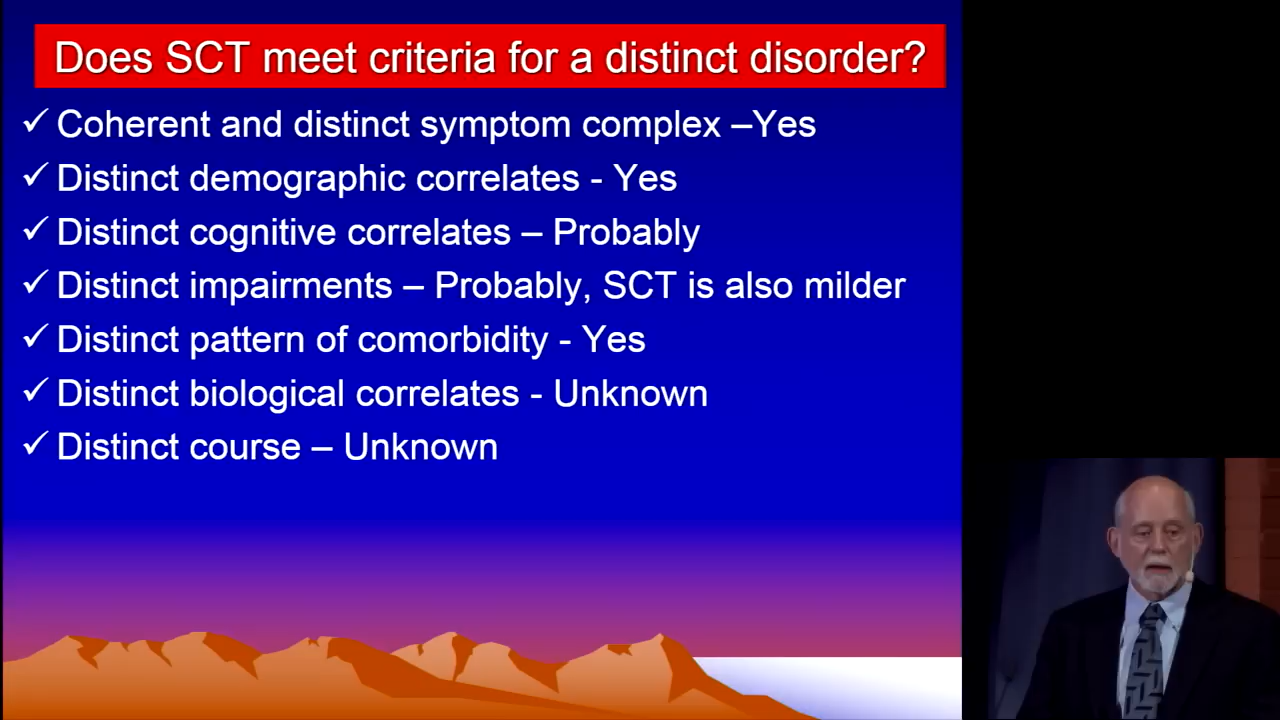 Does SCT meet criteria for a distinct disorder?
✓ Coherent and distinct symptom complex –Yes
✓ Distinct demographic correlates - Yes
✓ Distinct cognitive correlates – Probably
✓ Distinct impairments – Probably, SCT is also milder
✓ Distinct pattern of comorbidity - Yes
✓ Distinct biological correlates - Unknown
✓ Distinct course – Unknown